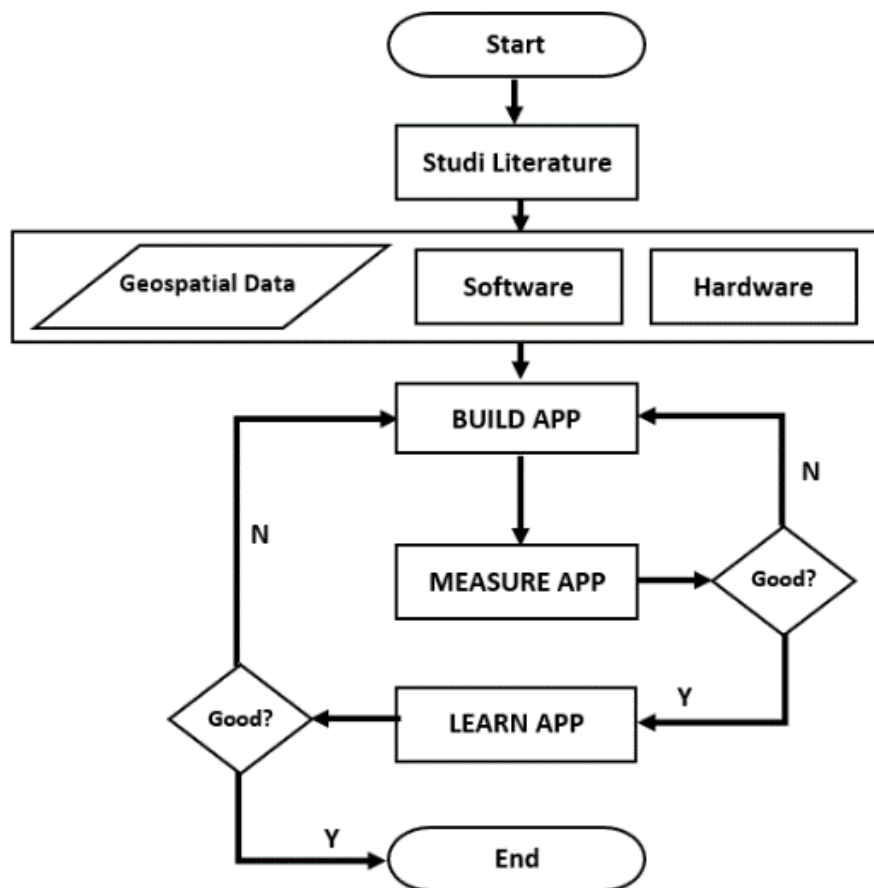 Start
Studi Literature
Geospatial Data
Software
Hardware
BUILD APP
N
N
MEASURE APP
Good?
Y
LEARN APP
Good?
Y
End